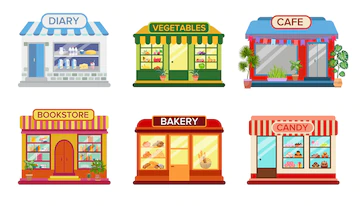 DIARY
VEGETABLES
CAFE
BOOKSTORE
BAKERY
CANDY